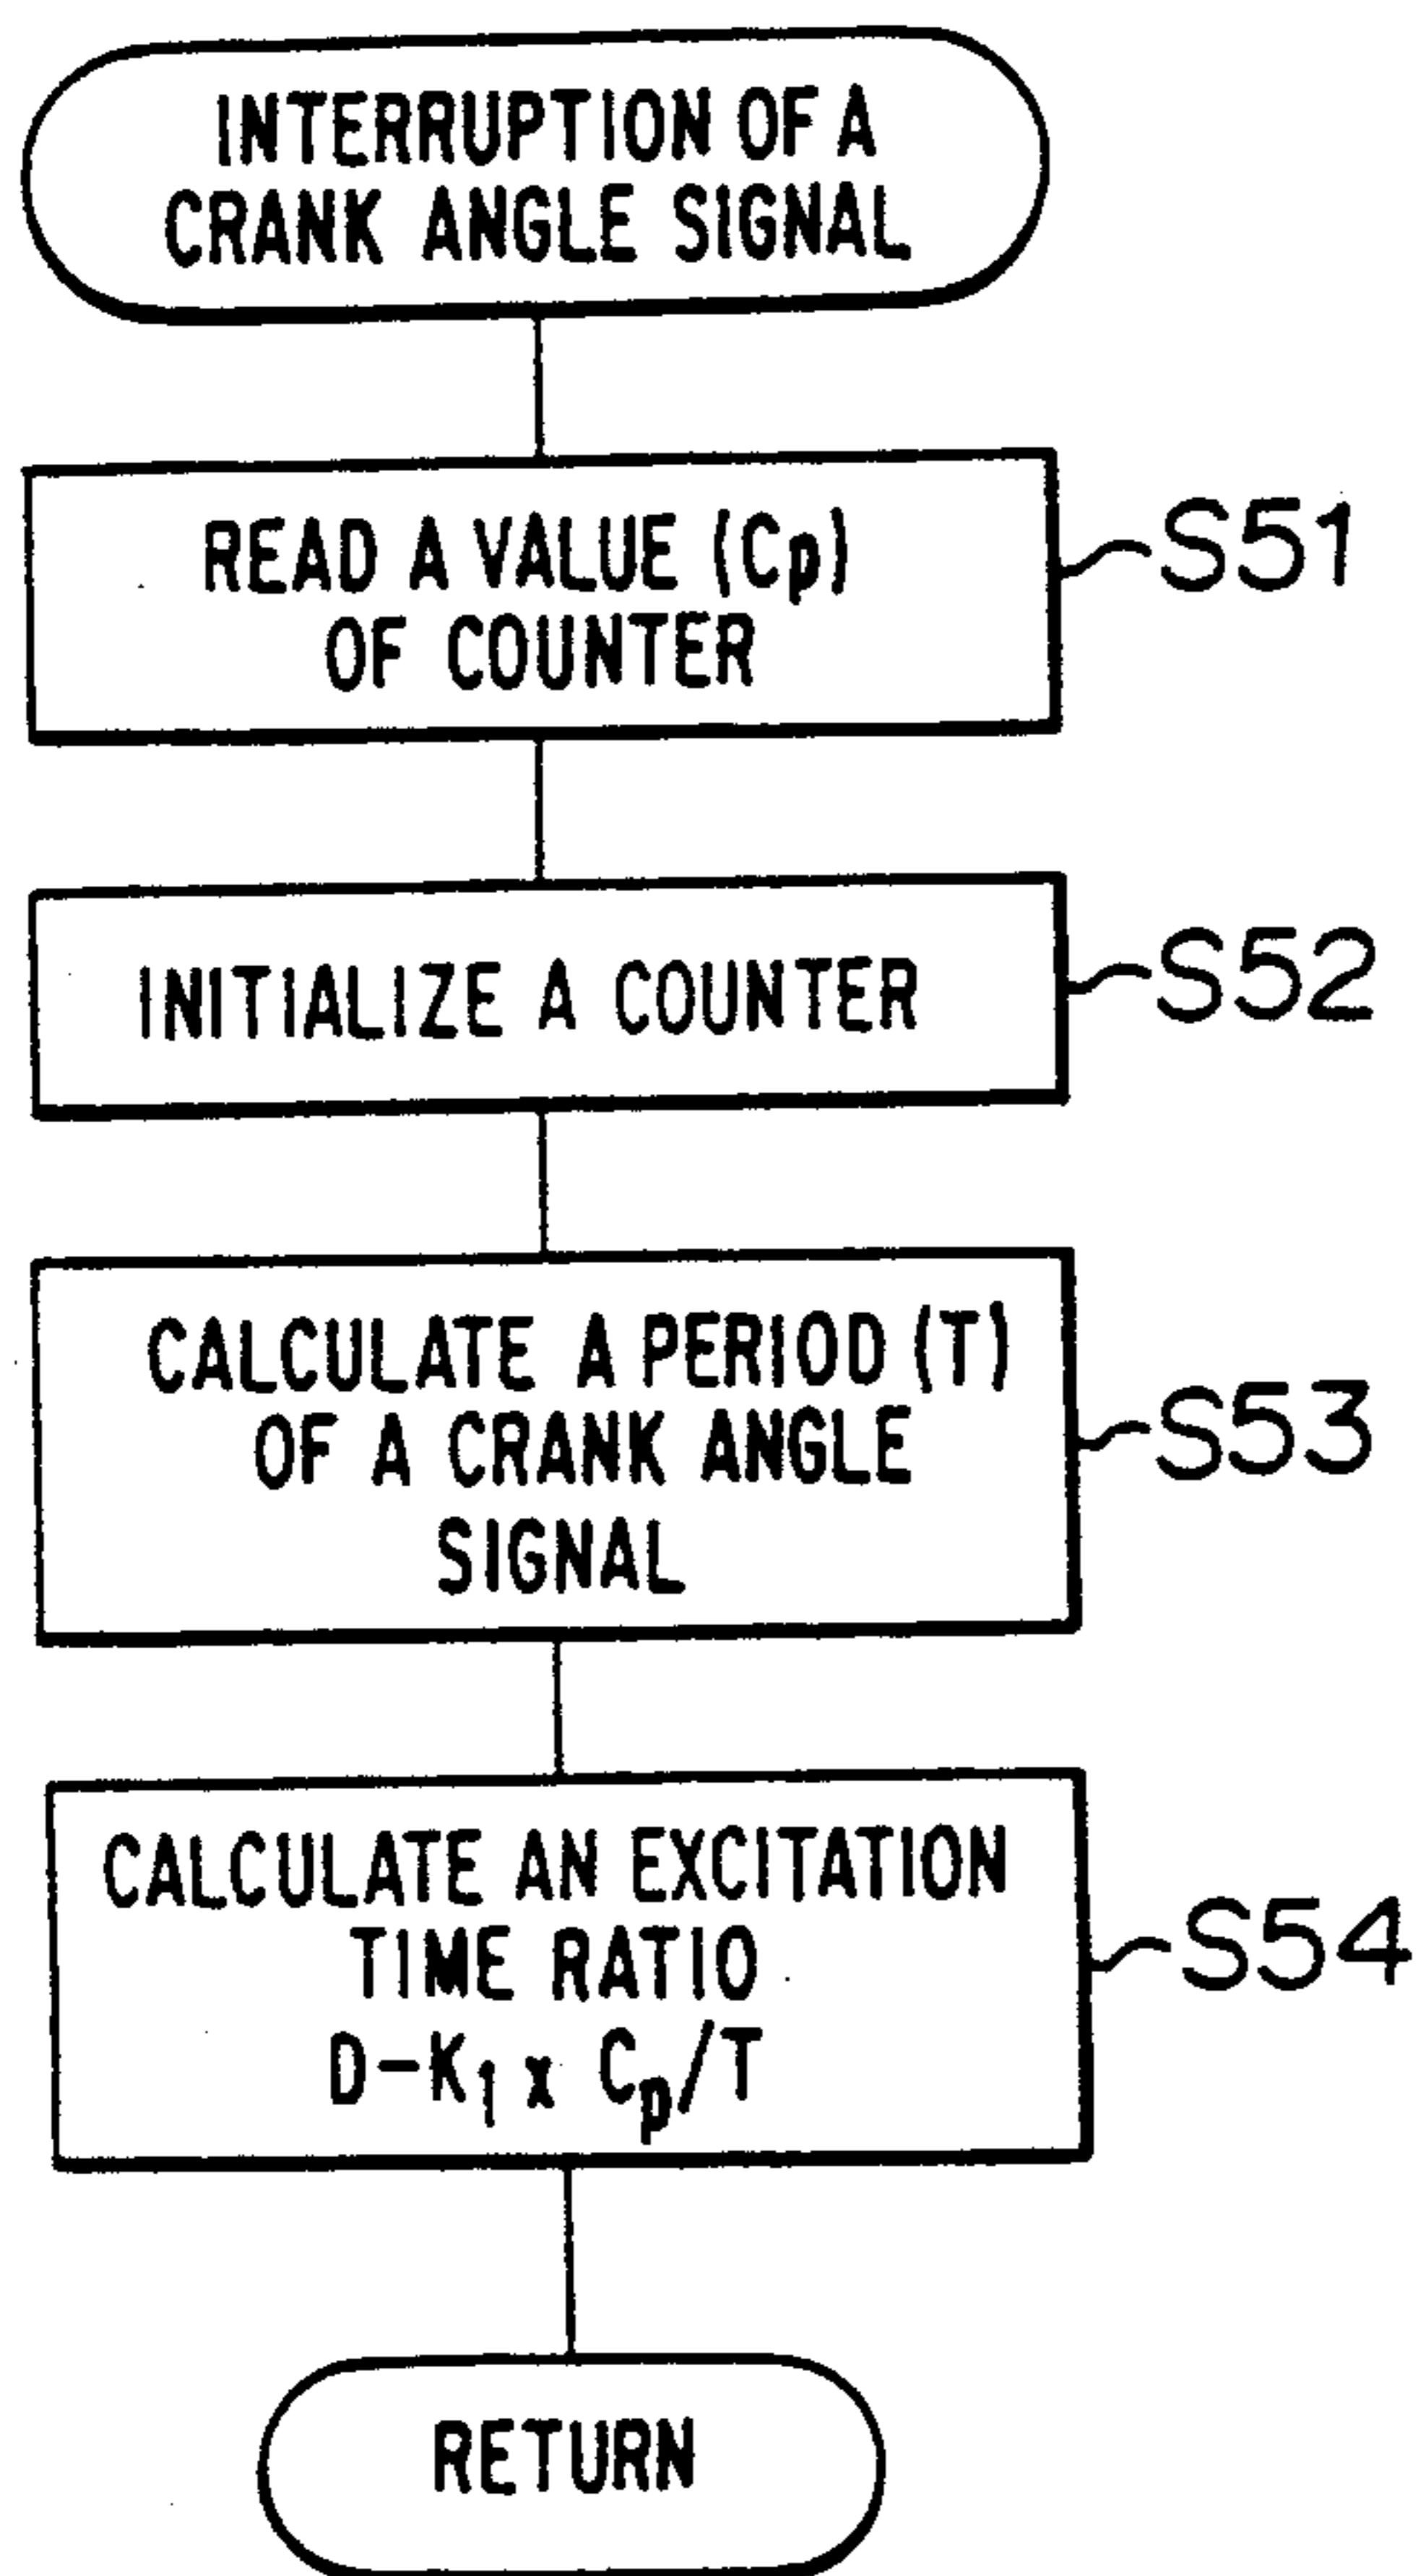 INTERRUPTION OF A
CRANK ANGLE SIGNAL
READ A VALUE (Cp)
OF COUNTER
S51
INITIALIZE A COUNTER
S52
CALCULATE A PERIOD (T)
OF A CRANK ANGLE
SIGNAL
S53
CALCULATE AN EXCITATION
TIME RATIO
D-K₁ x Cₚ/T
S54
RETURN